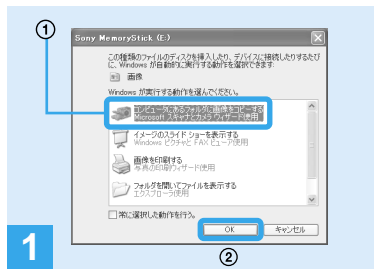 ①
Sony MemoryStick (E:)
この種類のファイルのディスクを挿入したり、デバイスに接続したりするたび
に、Windows が自動的に実行する動作を選択できます:
画像
Windows が実行する動作を選んでください。
コンピュータにあるフォルダに画像をコピーする
Microsoft スキャナとカメラ ウィザード使用
イメージのスライド ショーを表示する
Windows ピクチャと FAX ビューア使用
画像を印刷する
写真の印刷ウィザード使用
フォルダを開いてファイルを表示する
エクスプローラ使用
常に選択した動作を行う。
OK キャンセル
1
②